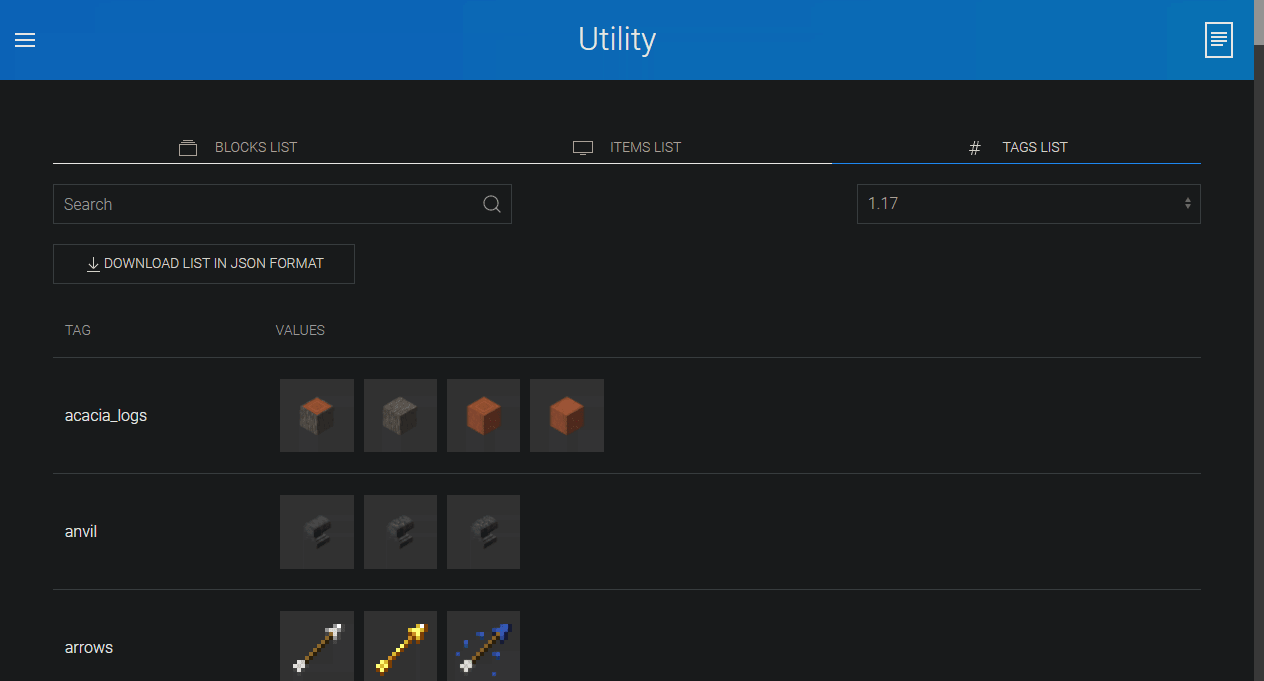 Utility
BLOCKS LIST
ITEMS LIST
# TAGS LIST
Search
1.17
DOWNLOAD LIST IN JSON FORMAT
TAG VALUES
acacia_logs
anvil
arrows